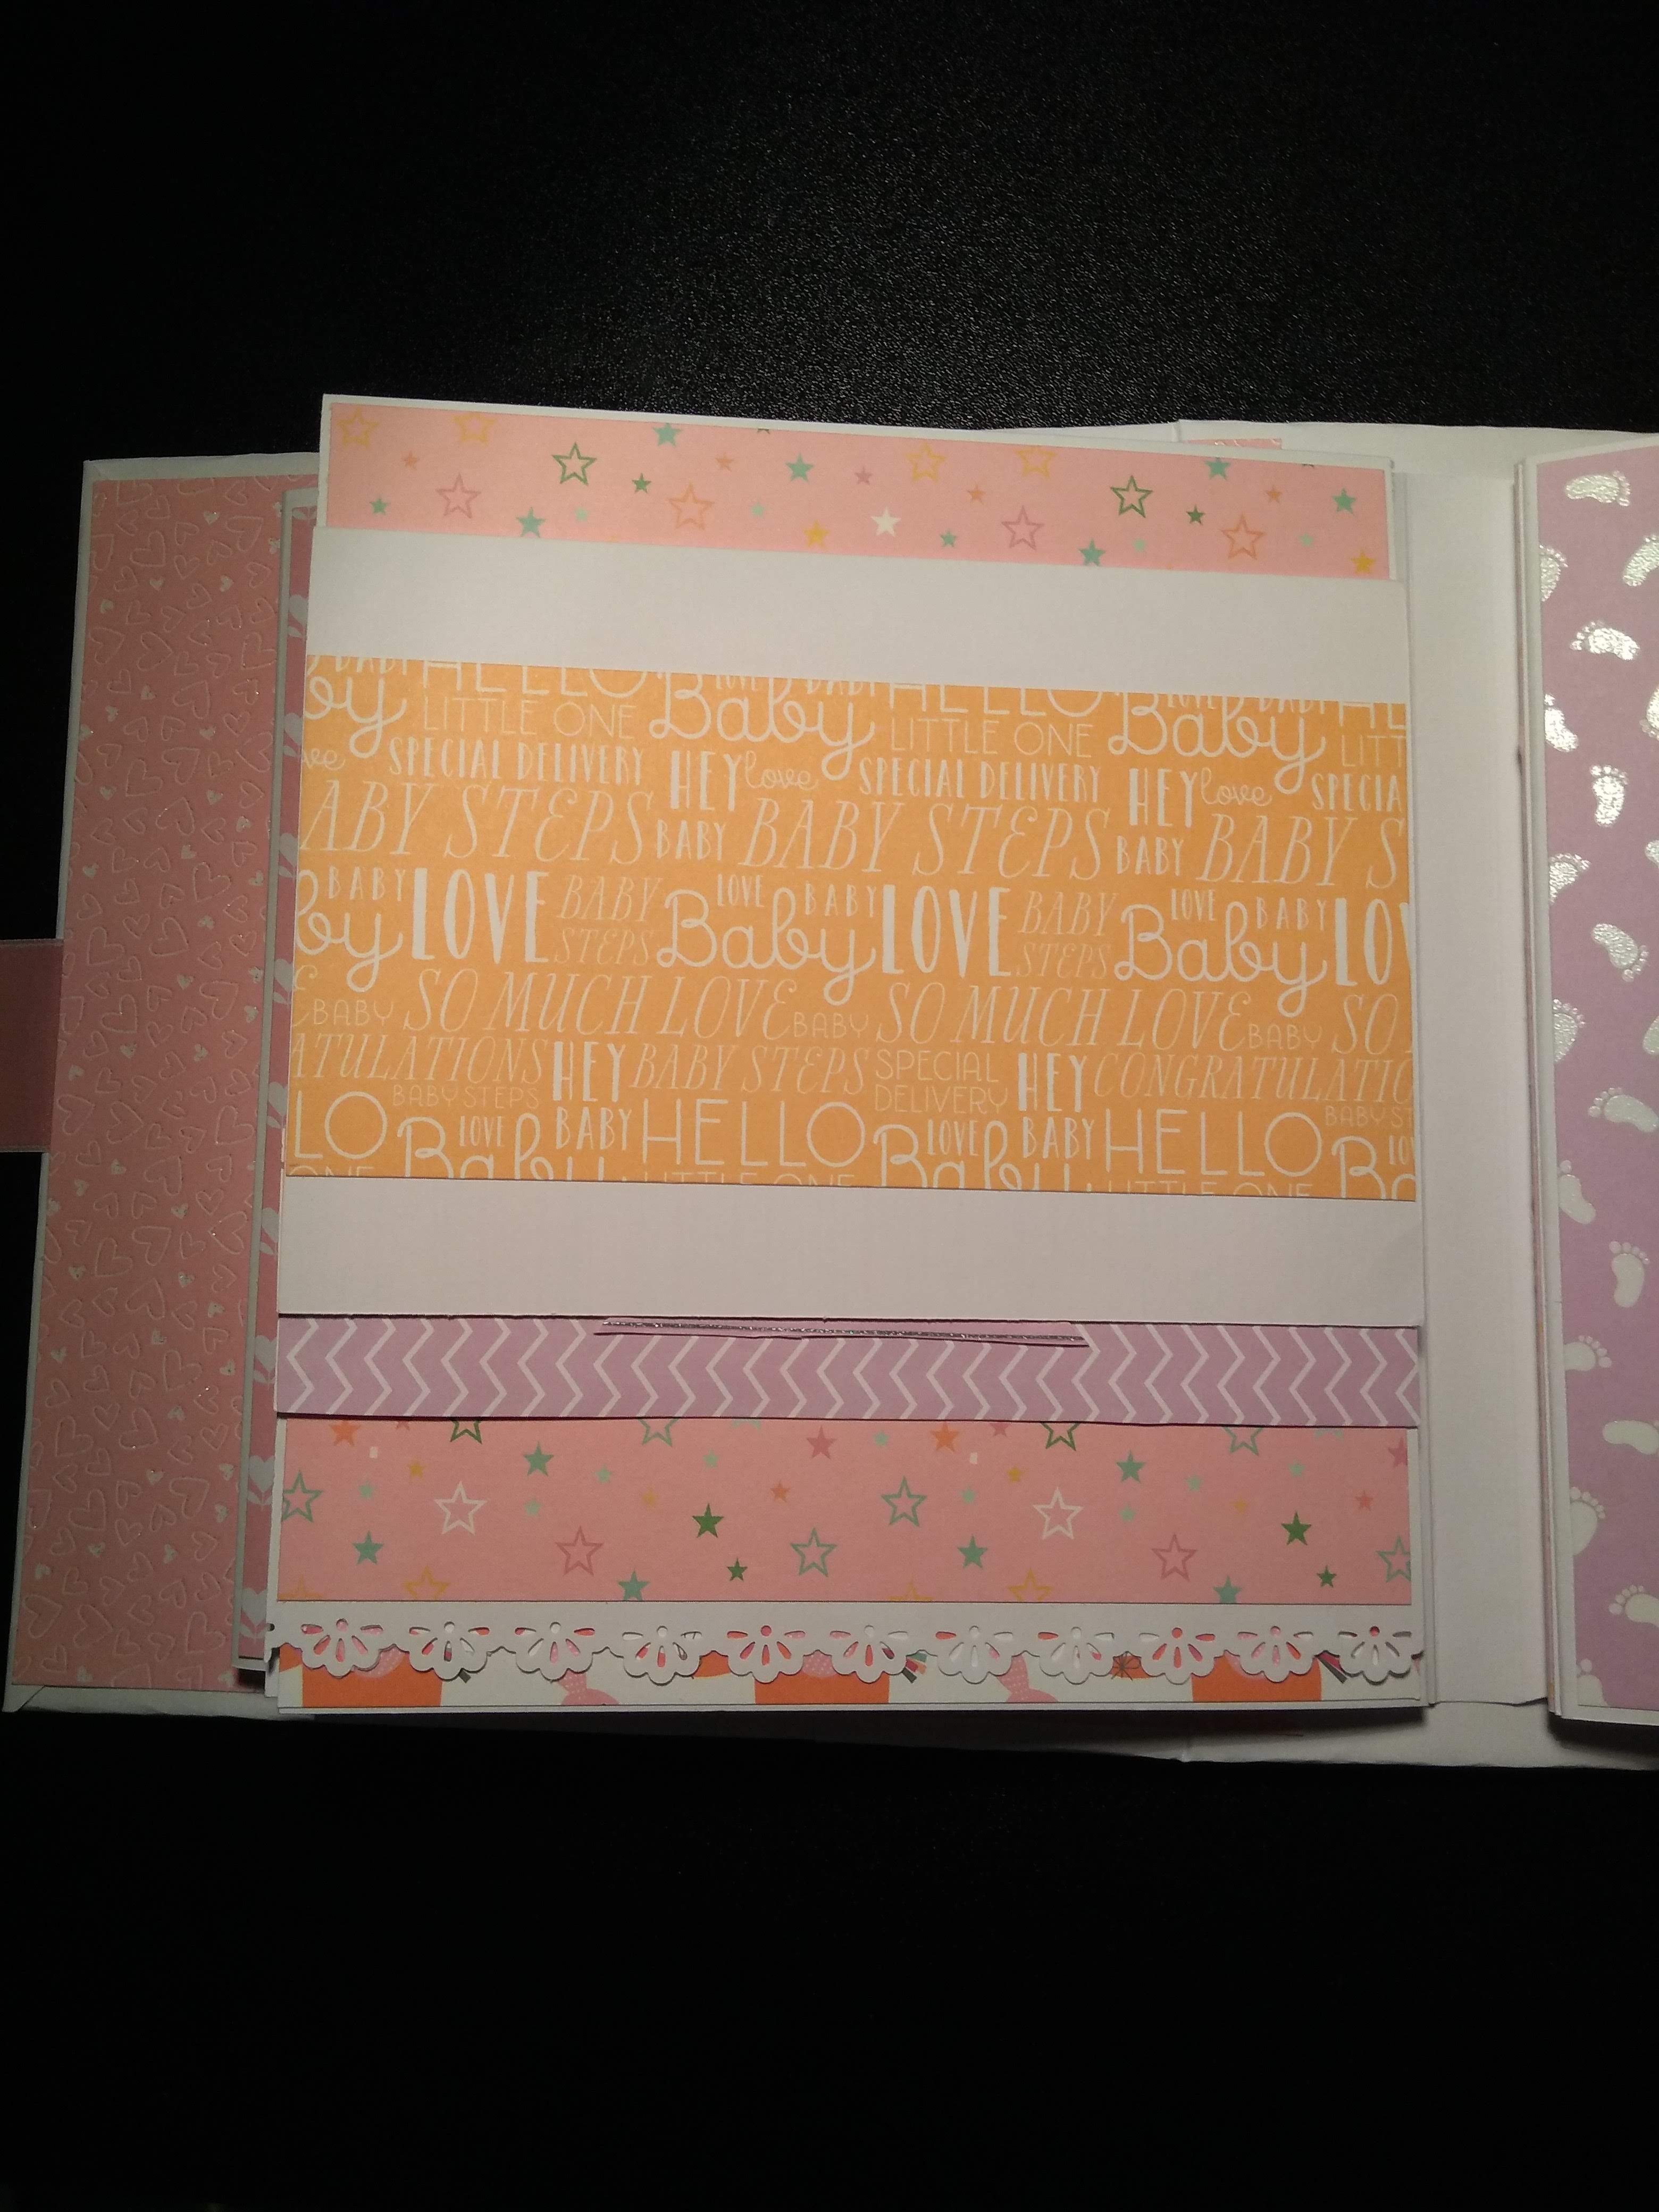 BABY HELLO Baby LOVE BABY HELLO LOVE BABY
by LITTLE ONE Baby LITTLE ONE Baby LITT
SPECIAL DELIVERY HEY love SPECIAL DELIVERY HEY love SPECIA
ABY STEPS BABY BABY STEPS BABY BABY S
BABY LOVE BABY LOVE BABY LOVE BABY LOVE BABY LO
by STEPS Baby STEPS Baby
BABY SO MUCH LOVE BABY SO MUCH LOVE BABY SO
ATULATIONS HEY BABY STEPS SPECIAL HEY CONGRATULATIO
BABY STEPS DELIVERY BABY ST
LO Baby LOVE BABY HELLO Baby LOVE BABY HELLO
ONE LITTLE ONE LITTLE ONE